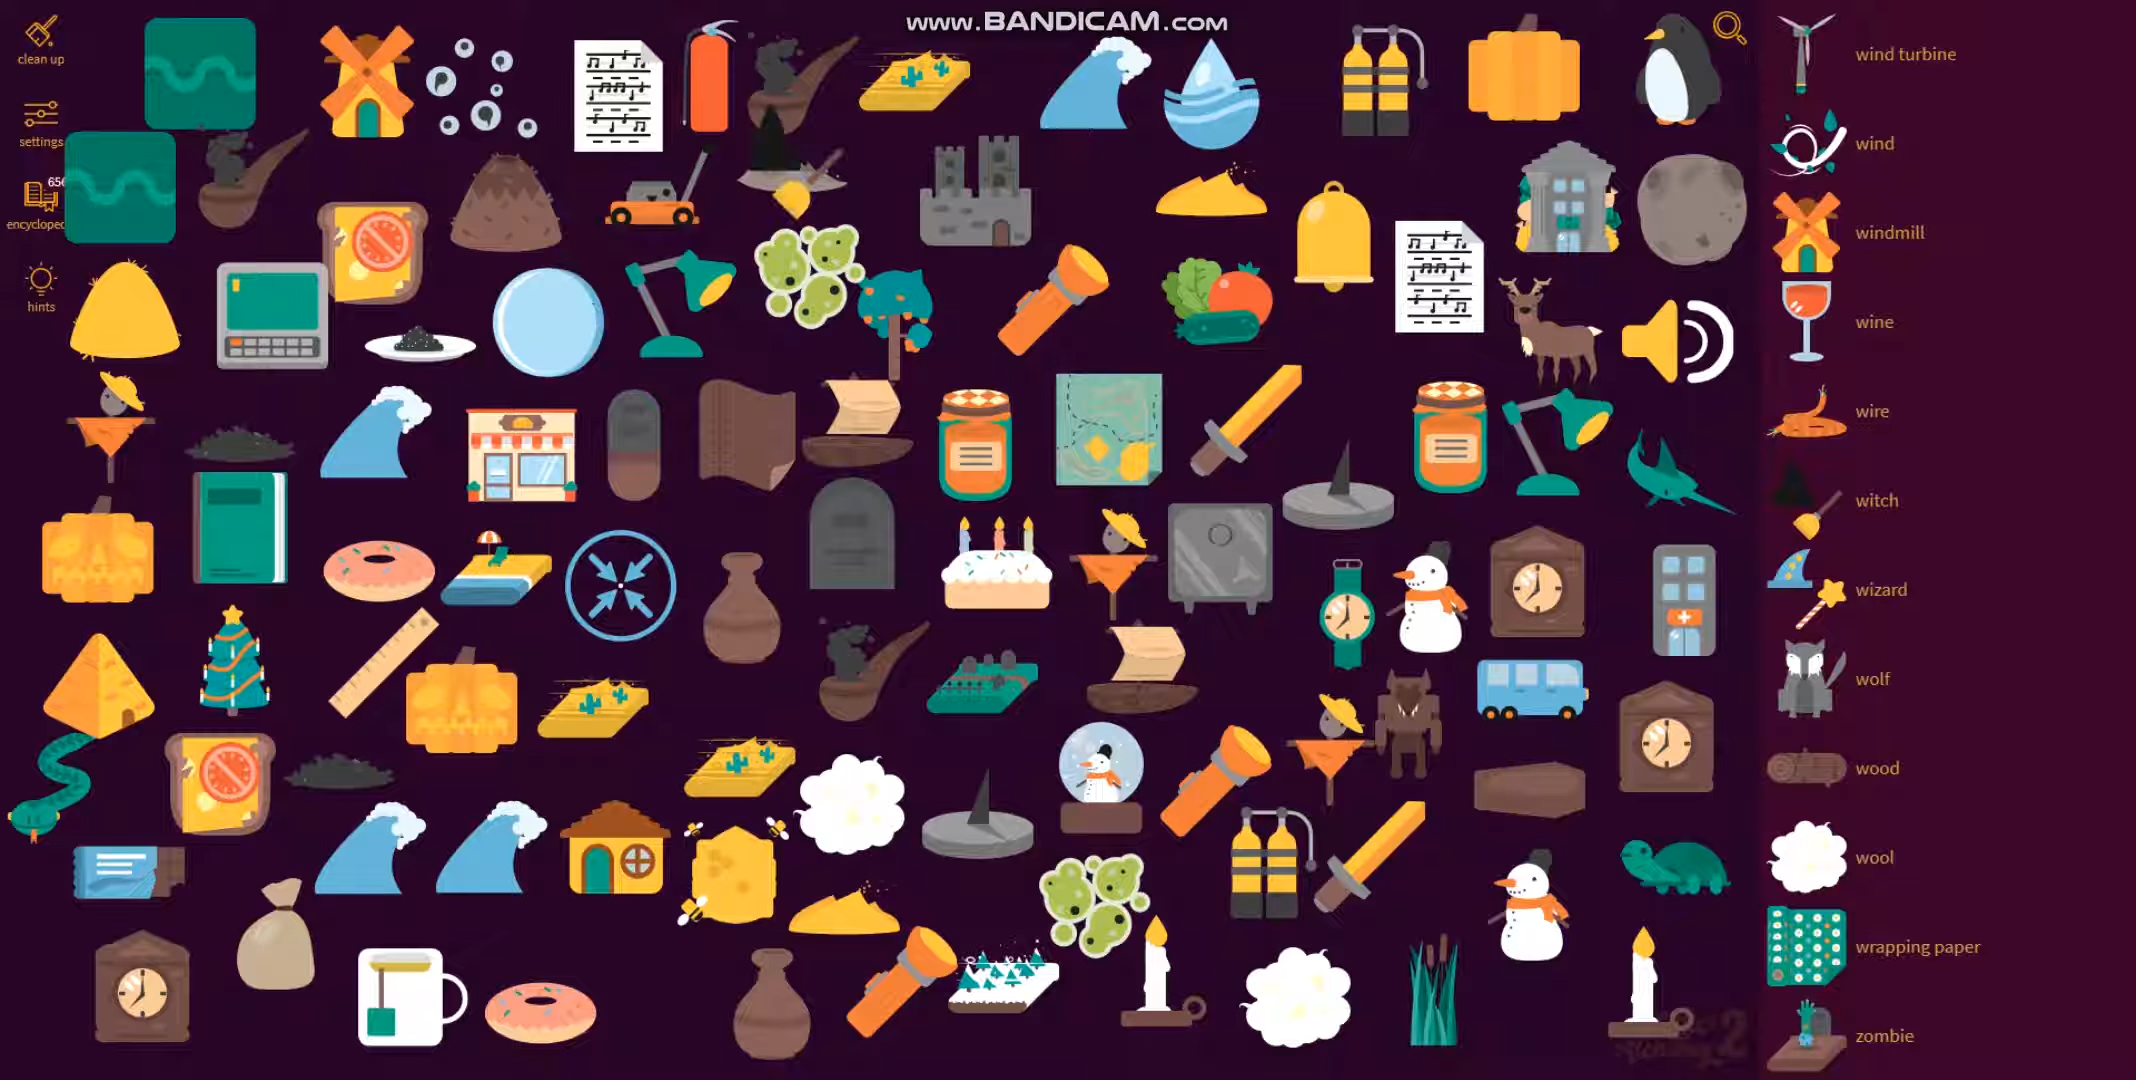 www.BANDICAM.com
clean up
settings
656
encycloped
hints
wind turbine
wind
windmill
wine
wire
witch
wizard
wolf
wood
wool
wrapping paper
zombie